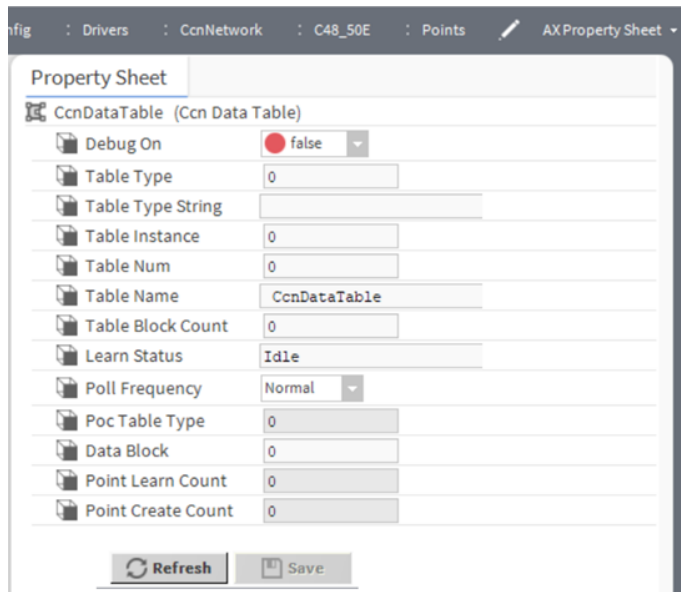 nfig : Drivers : CcnNetwork : C48_50E : Points AX Property Sheet
Property Sheet
CcnDataTable (Ccn Data Table)
Debug On false
Table Type 0
Table Type String
Table Instance 0
Table Num 0
Table Name CcnDataTable
Table Block Count 0
Learn Status Idle
Poll Frequency Normal
Poc Table Type 0
Data Block 0
Point Learn Count 0
Point Create Count 0
Refresh Save